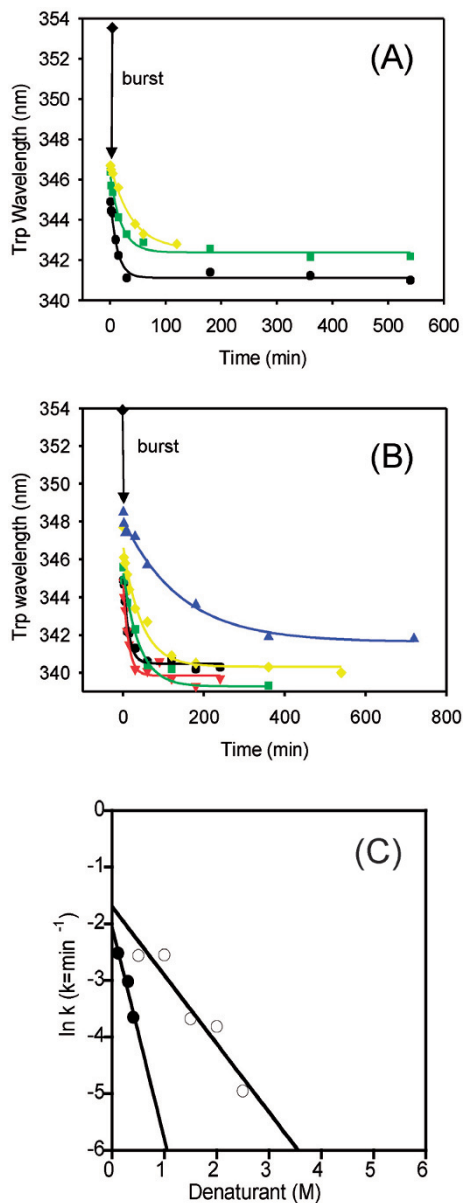 354
(A)
352
burst
350
348
346
344
342
340
0 100 200 300 400 500 600
Trp Wavelength (nm)
Time (min)
354
(B)
352
burst
350
348
346
344
342
340
0 200 400 600 800
Trp wavelength (nm)
Time (min)
-0
(C)
-1
-2
-3
-4
-5
-6
0 1 2 3 4 5 6
ln k (k=min⁻¹)
Denaturant (M)